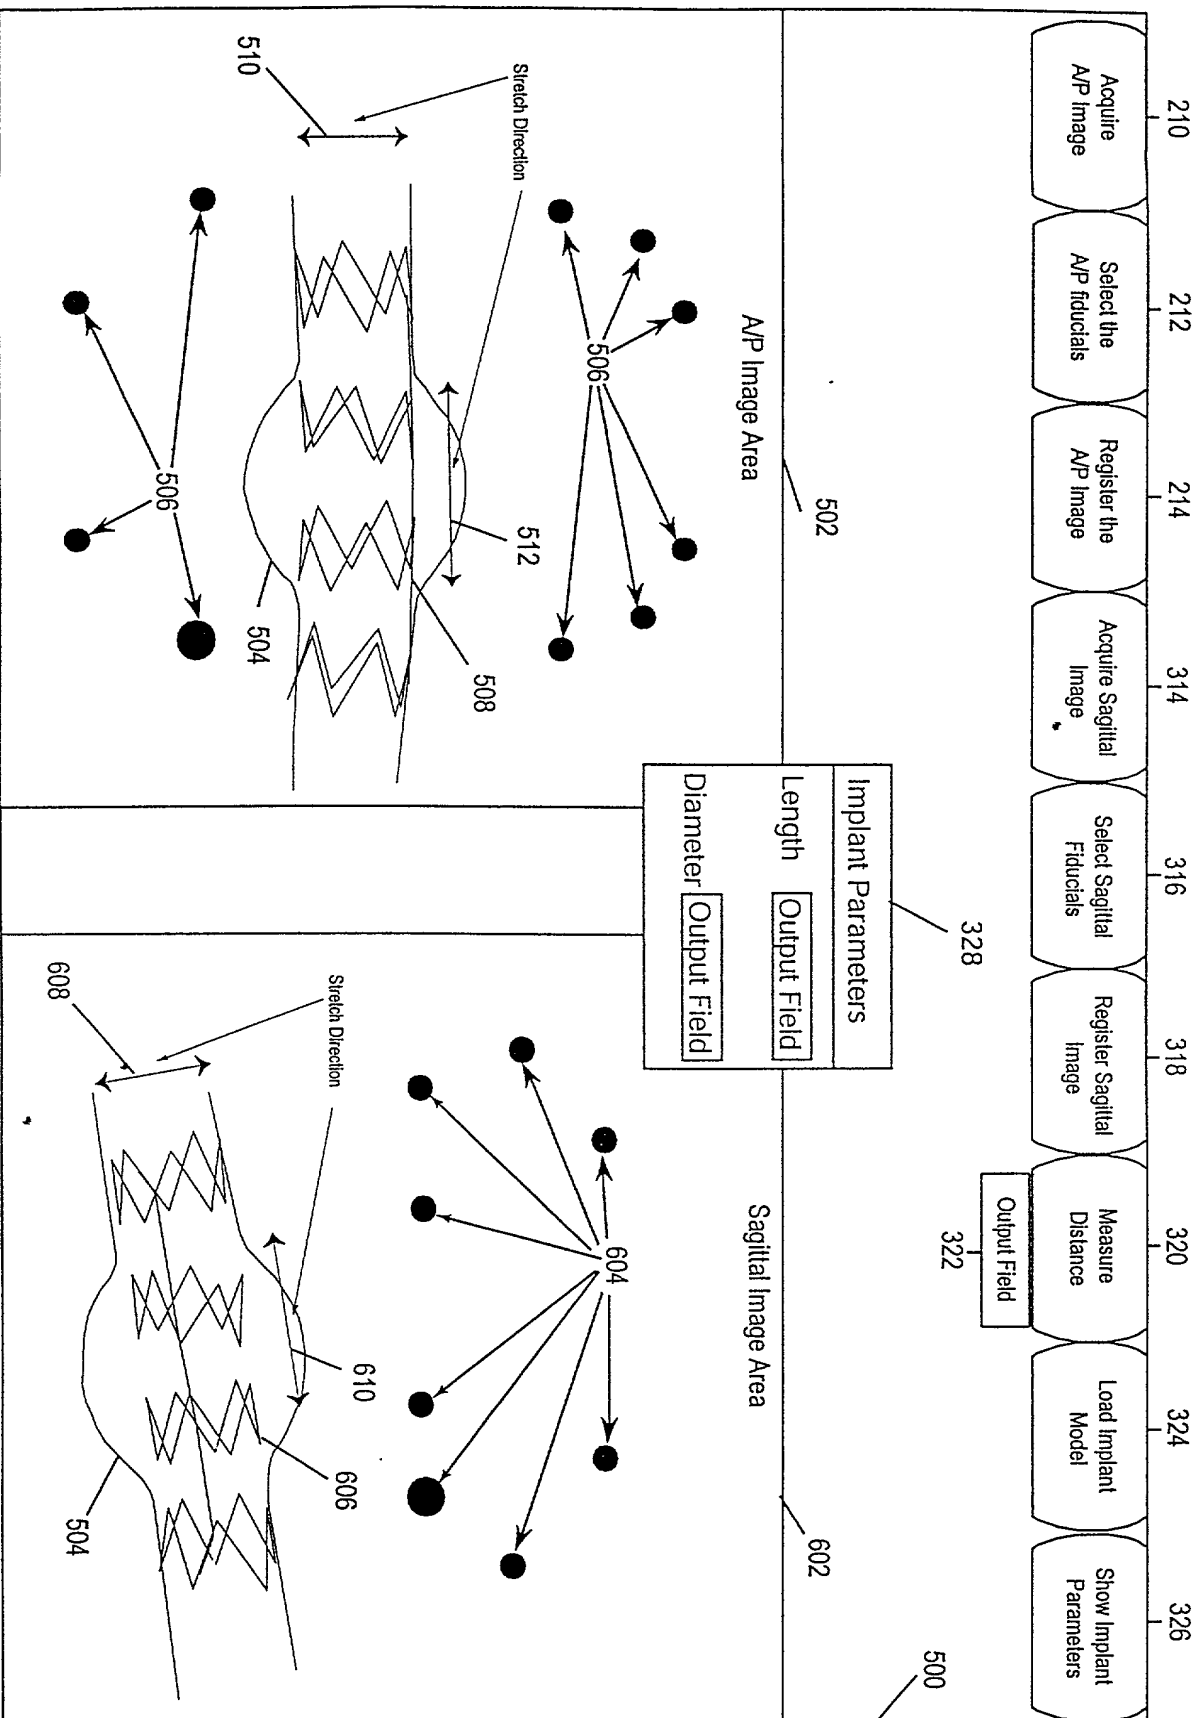 210
212
214
314
316
318
320
324
326
Acquire
A/P Image
Select the
A/P fiducials
Register the
A/P Image
Acquire Sagittal
Image
Select Sagittal
Fiducials
Register Sagittal
Image
Measure
Distance
Load Implant
Model
Show Implant
Parameters
Output Field
322
500
328
502
602
Implant Parameters
Length Output Field
Diameter Output Field
A/P Image Area
Sagittal Image Area
506
604
Stretch Direction
512
508
510
504
506
Stretch Direction
610
606
608
504